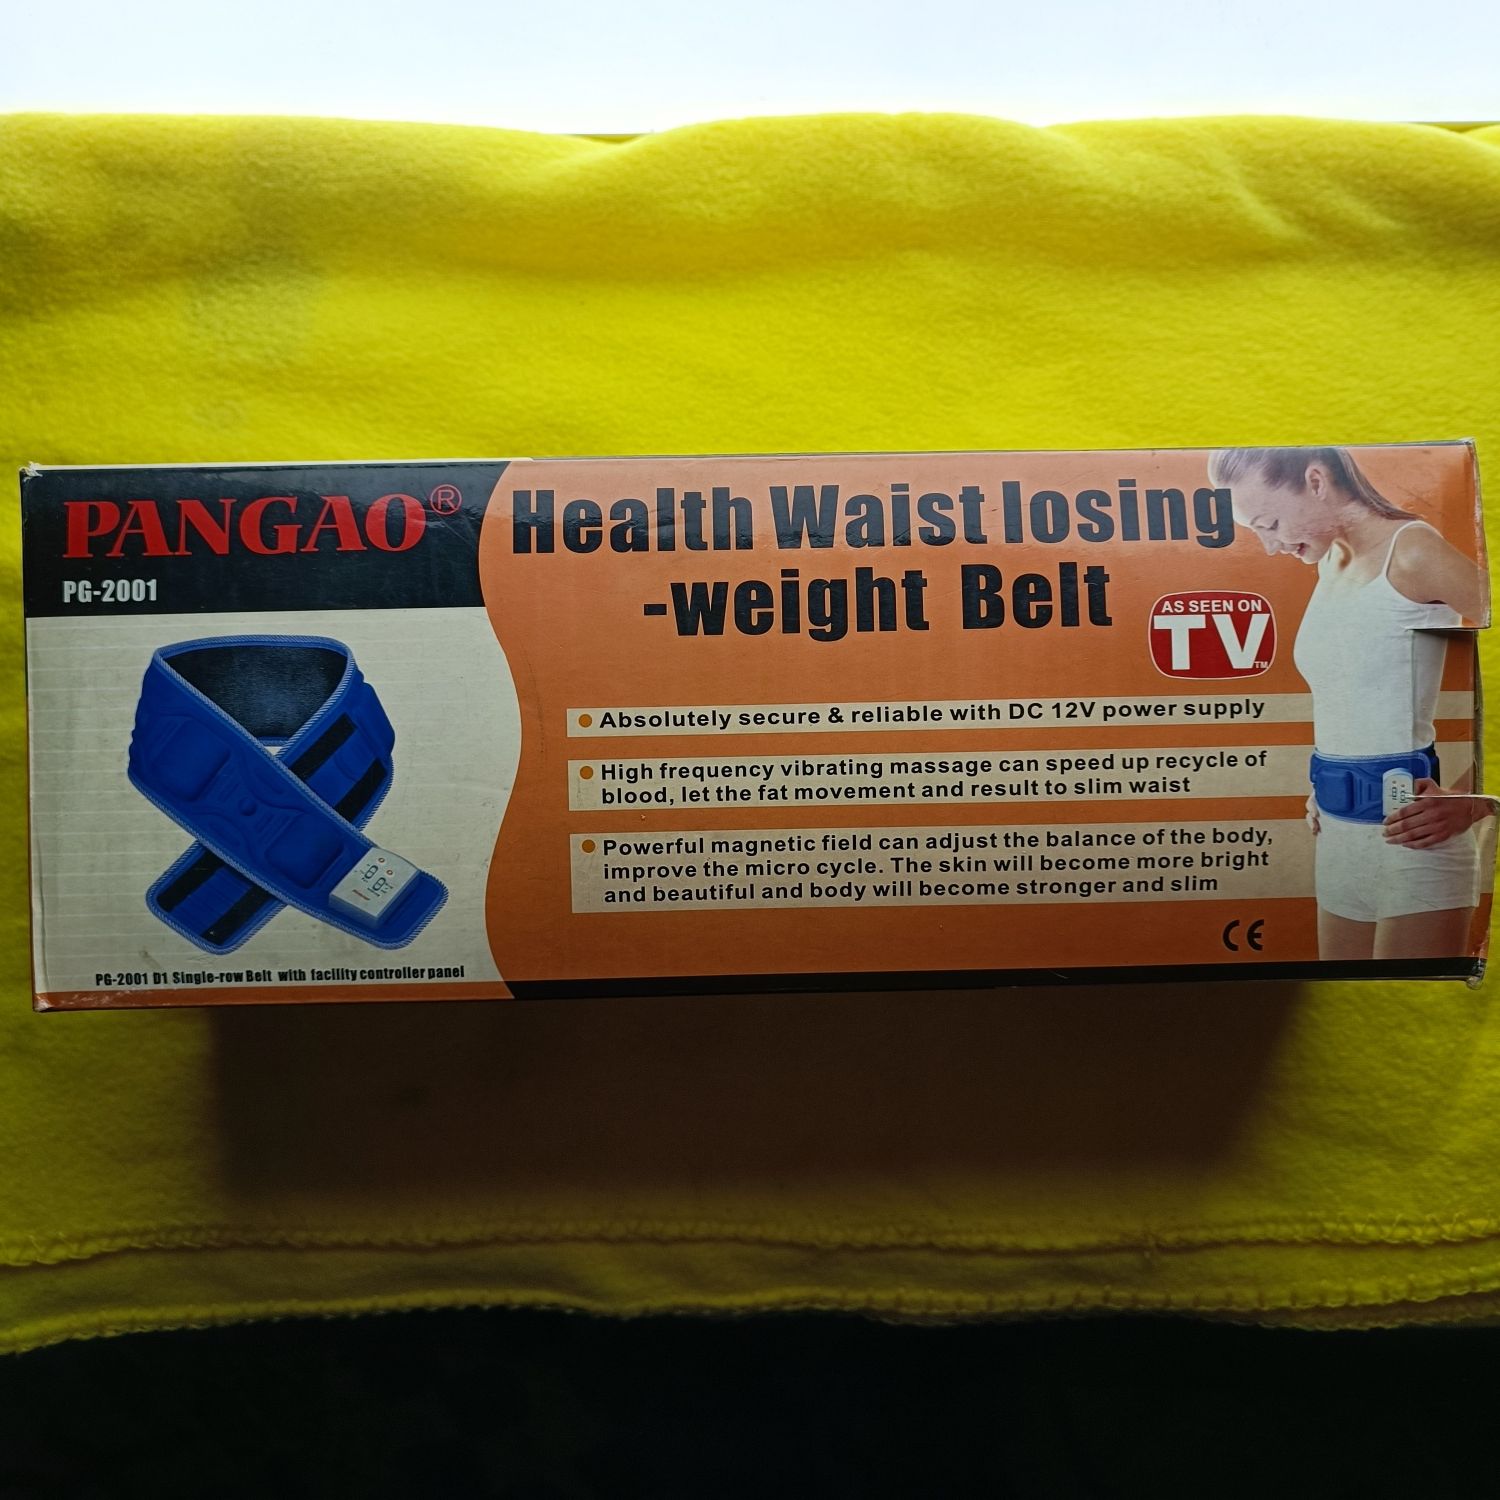 PANGAO®
PG-2001
Health Waist losing
-weight Belt
AS SEEN ON
TV™
Absolutely secure & reliable with DC 12V power supply
High frequency vibrating massage can speed up recycle of
blood, let the fat movement and result to slim waist
Powerful magnetic field can adjust the balance of the body,
improve the micro cycle. The skin will become more bright
and beautiful and body will become stronger and slim
CE
PG-2001 D1 Single-row Belt with facility controller panel